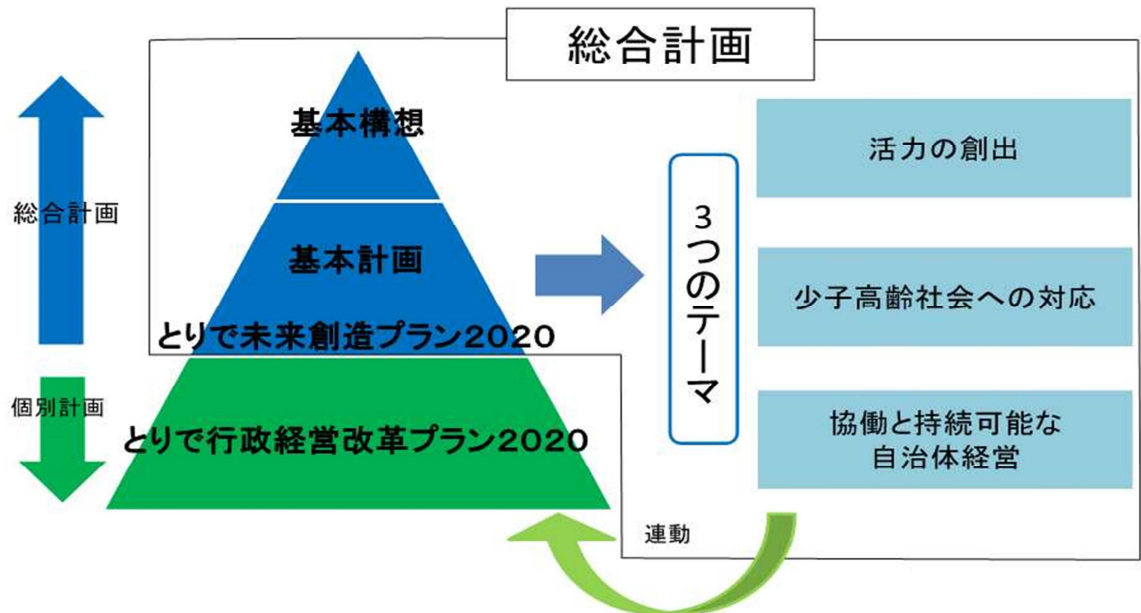 総合計画
基本構想
基本計画
とりで未来創造プラン2020
とりで行政経営改革プラン2020
総合計画
個別計画
3つのテーマ
活力の創出
少子高齢社会への対応
協働と持続可能な
自治体経営
連動